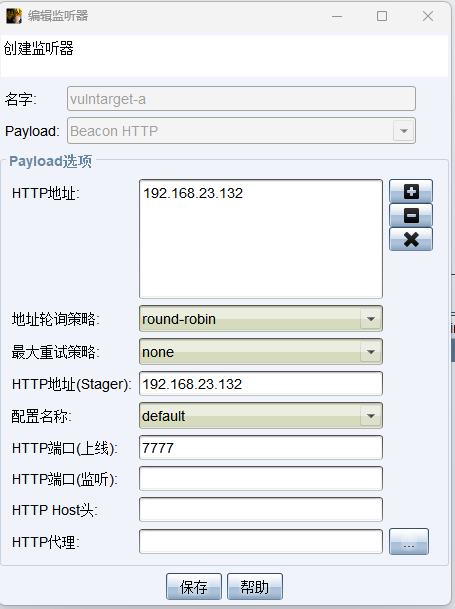 编辑监听器
创建监听器
名字: vulntarget-a
Payload: Beacon HTTP
Payload选项
HTTP地址: 192.168.23.132
地址轮询策略: round-robin
最大重试策略: none
HTTP地址(Stager): 192.168.23.132
配置名称: default
HTTP端口(上线): 7777
HTTP端口(监听):
HTTP Host头:
HTTP代理: ...
保存 帮助